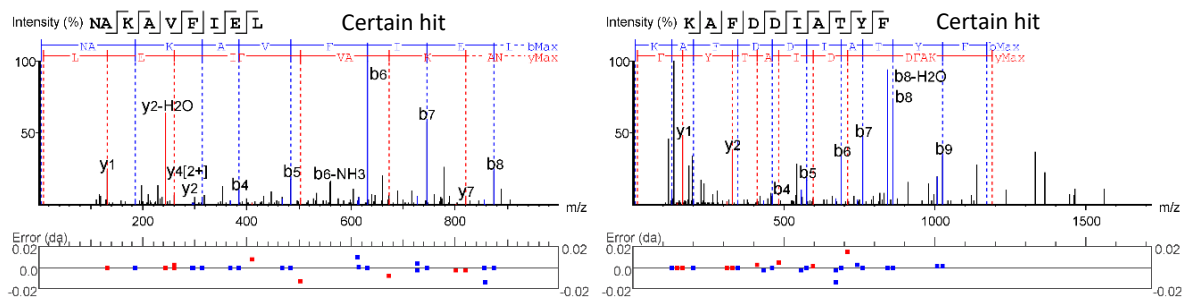 Intensity (%) NAKAVFIEL Certain hit
NA K A V F I E L bMax
L E I F VA K AN yMax
100
50
y1
y2-H2O
y4[2+]
y2
b4
b5
b6-NH3
b6
b7
y7
b8
200 400 600 800 m/z
Error (da)
0.02 0.02
0.0 0.0
-0.02 -0.02
Intensity (%) KAFDDIATYF Certain hit
K A F D D I A T Y F bMax
F Y T A I D DFAK yMax
100
50
y1
y2
b4
b5
b6
b7
b8-H2O
b8
b9
500 1000 1500 m/z
Error (da)
0.02 0.02
0.0 0.0
-0.02 -0.02